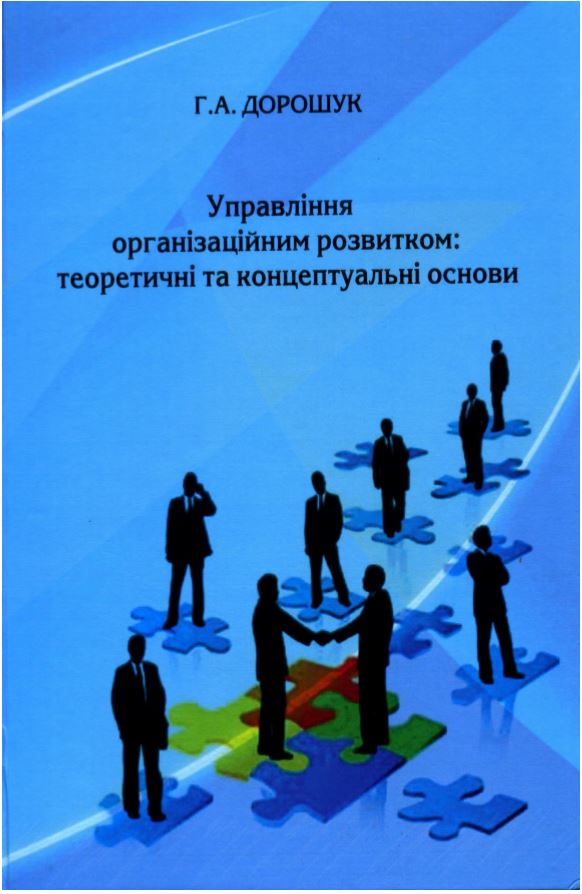 Г.А. ДОРОШУК
Управління
організаційним розвитком:
теоретичні та концептуальні основи